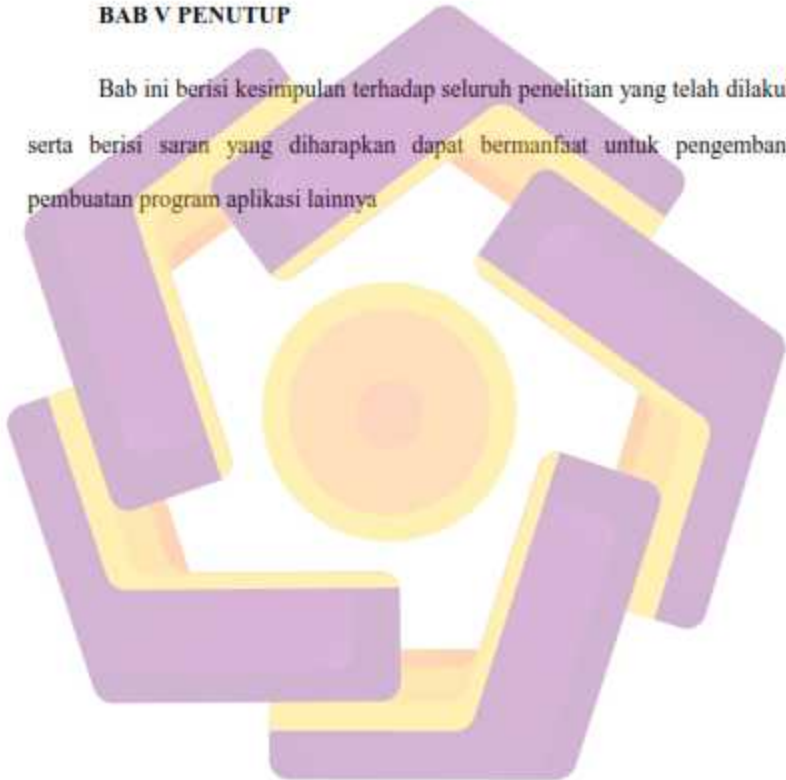 BAB V PENUTUP
Bab ini berisi kesimpulan terhadap seluruh penelitian yang telah dilaku
serta berisi saran yang diharapkan dapat bermanfaat untuk pengemban
pembuatan program aplikasi lainnya